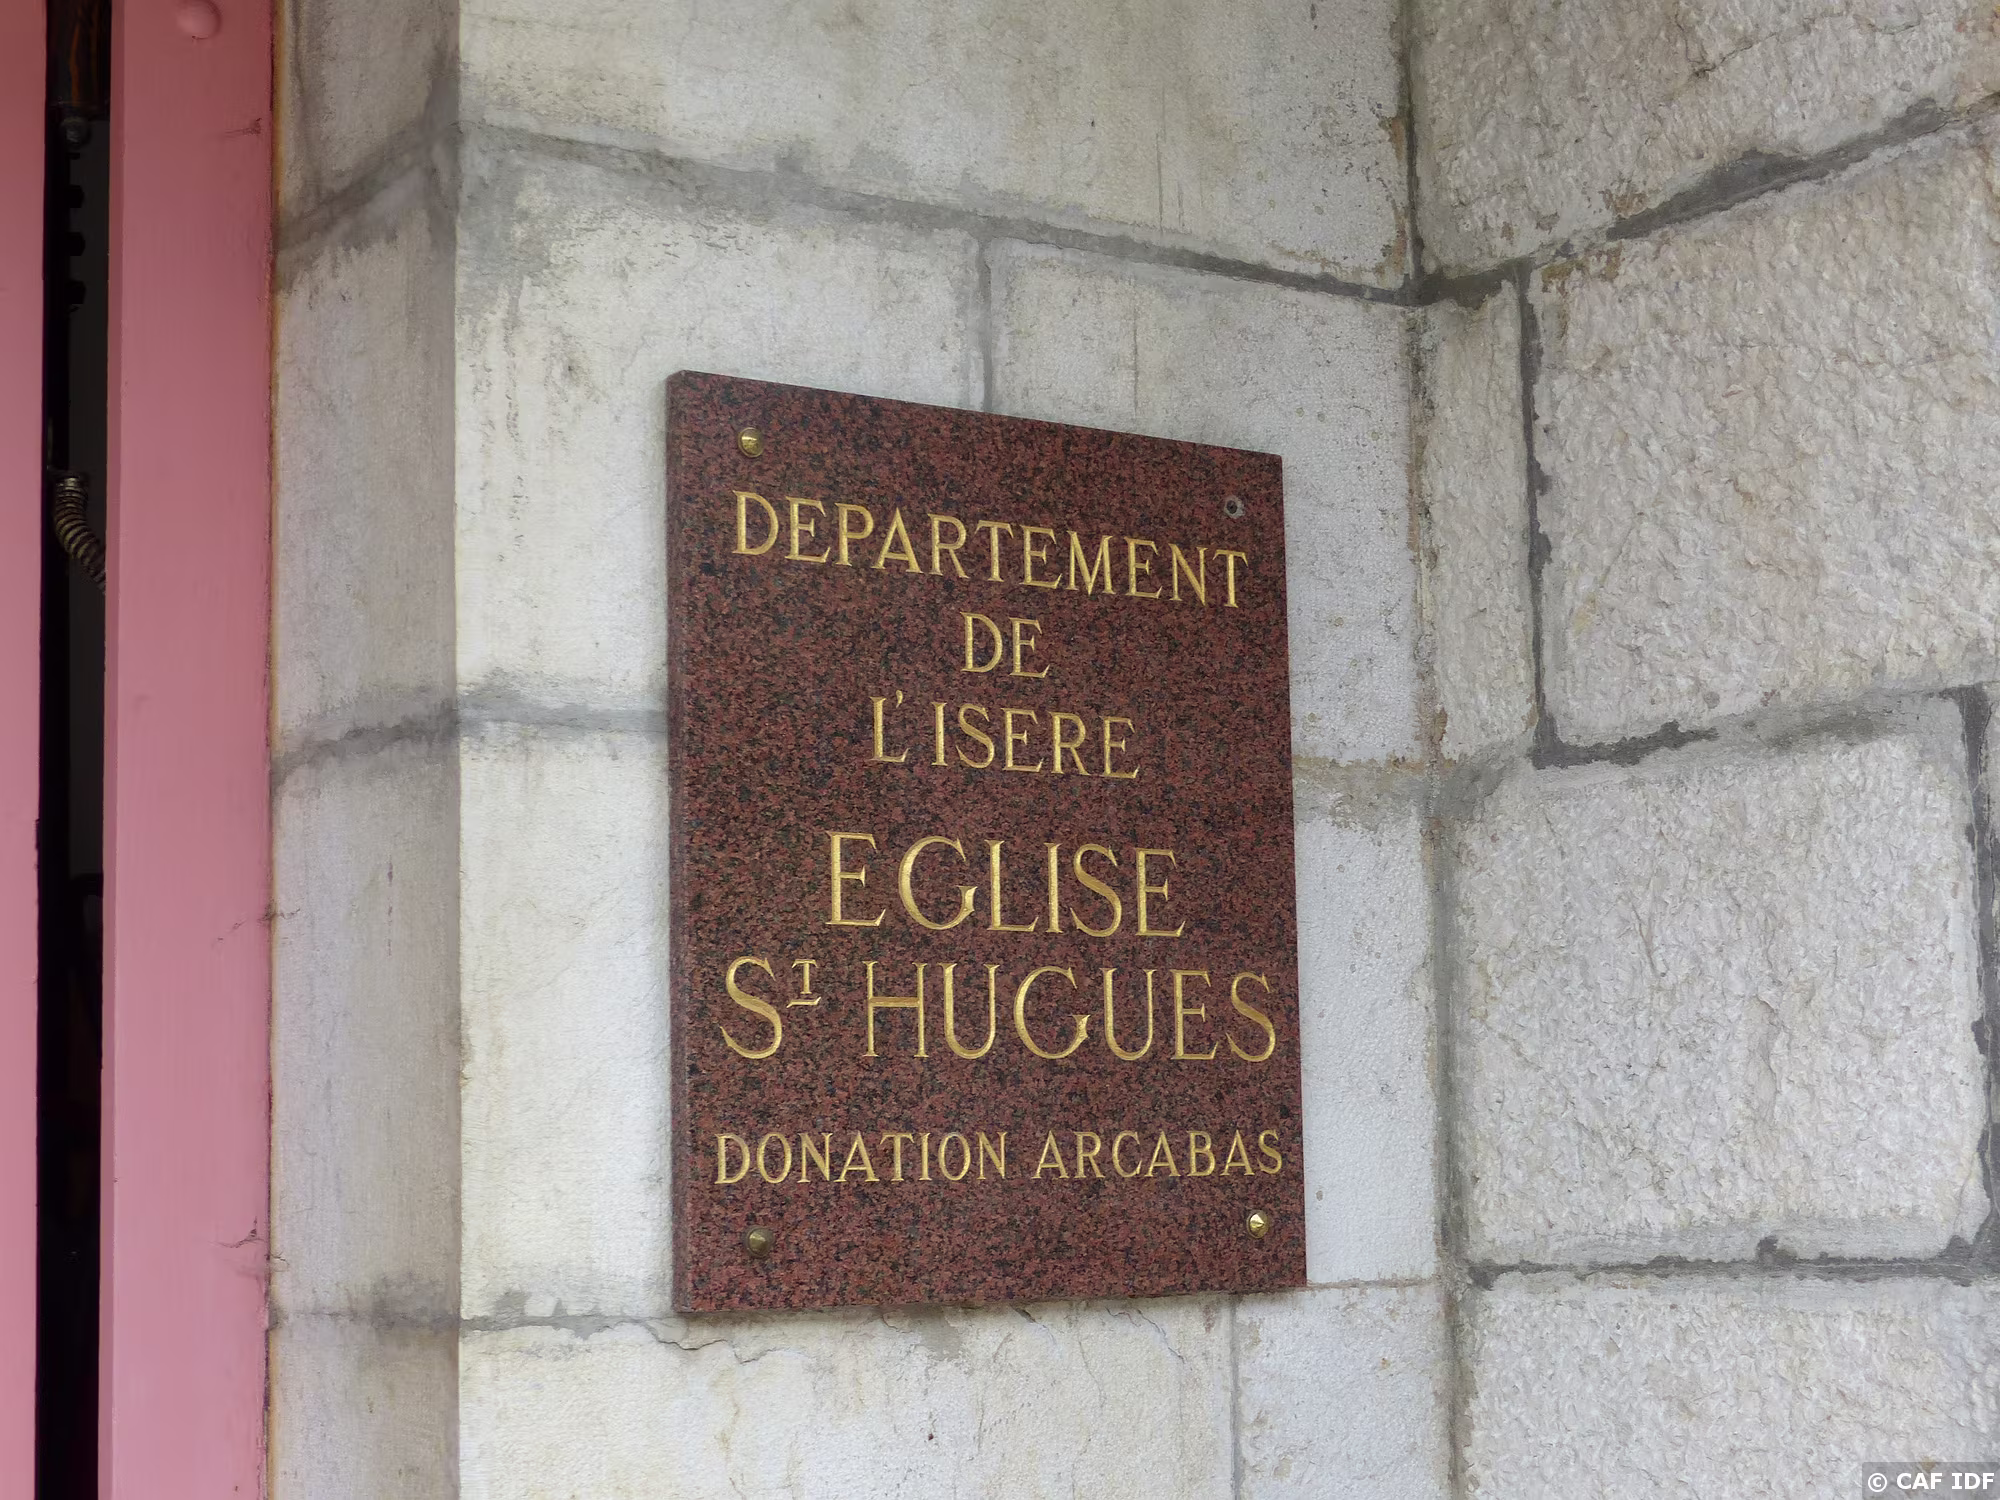 DEPARTEMENT
DE
L'ISERE
EGLISE
ST HUGUES
DONATION ARCABAS
© CAF IDF